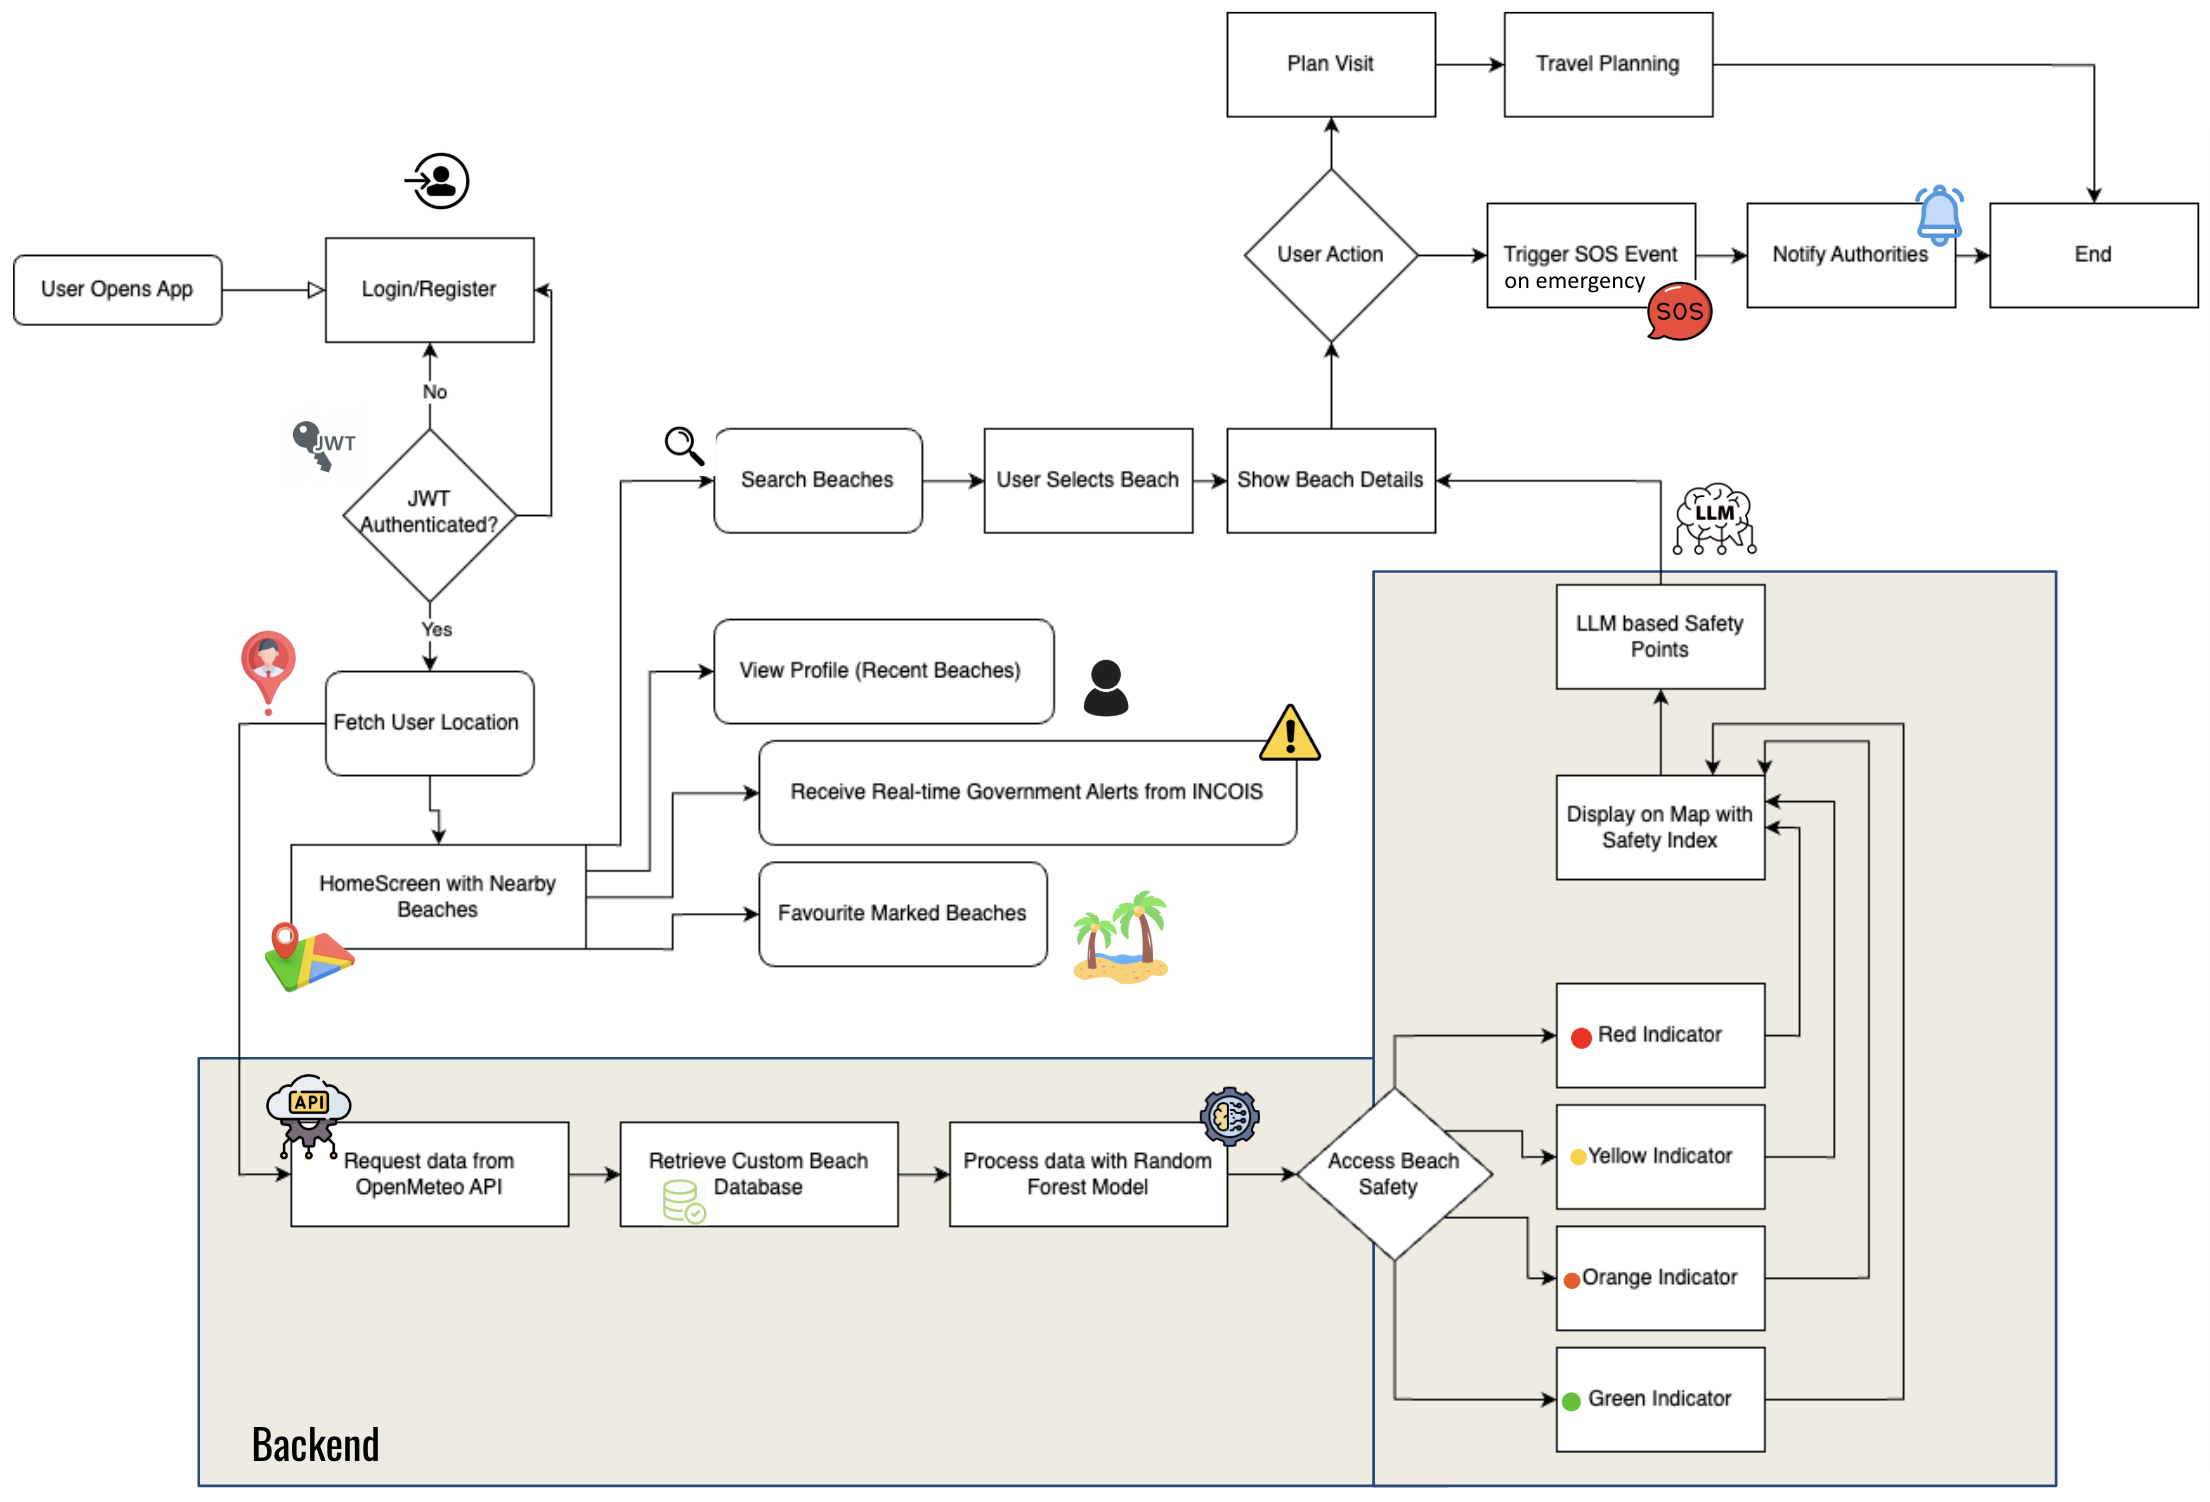 Plan Visit
Travel Planning
User Opens App
Login/Register
User Action
Trigger SOS Event
on emergency
SOS
Notify Authorities
End
No
JWT
JWT
Authenticated?
Yes
Search Beaches
User Selects Beach
Show Beach Details
LLM
Fetch User Location
View Profile (Recent Beaches)
LLM based Safety
Points
Receive Real-time Government Alerts from INCOIS
Display on Map with
Safety Index
HomeScreen with Nearby
Beaches
Favourite Marked Beaches
Red Indicator
API
Request data from
OpenMeteo API
Retrieve Custom Beach
Database
Process data with Random
Forest Model
Access Beach
Safety
Yellow Indicator
Orange Indicator
Green Indicator
Backend